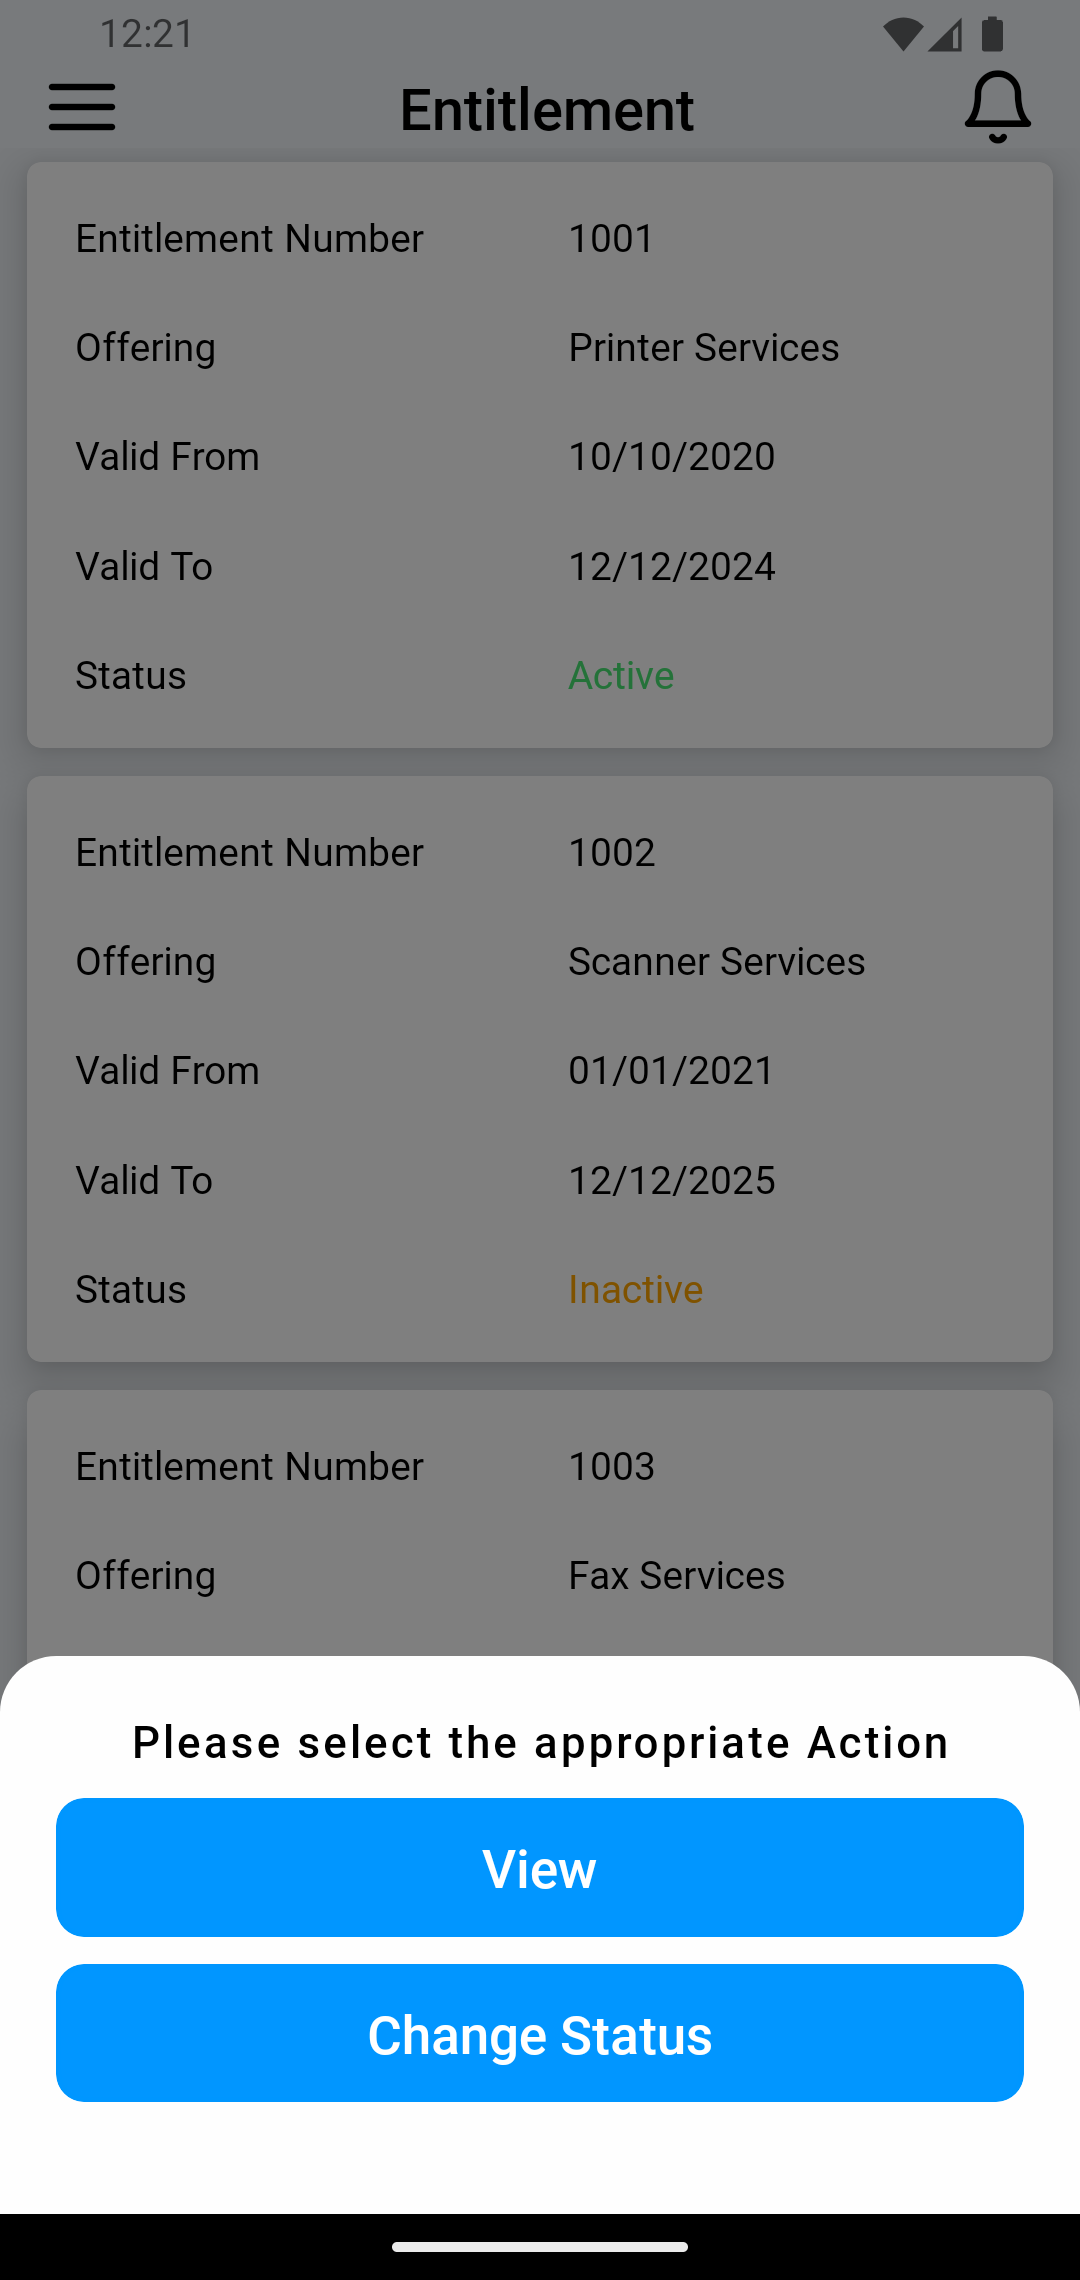 12:21
Entitlement
Entitlement Number 1001
Offering Printer Services
Valid From 10/10/2020
Valid To 12/12/2024
Status Active
Entitlement Number 1002
Offering Scanner Services
Valid From 01/01/2021
Valid To 12/12/2025
Status Inactive
Entitlement Number 1003
Offering Fax Services
Please select the appropriate Action
View
Change Status